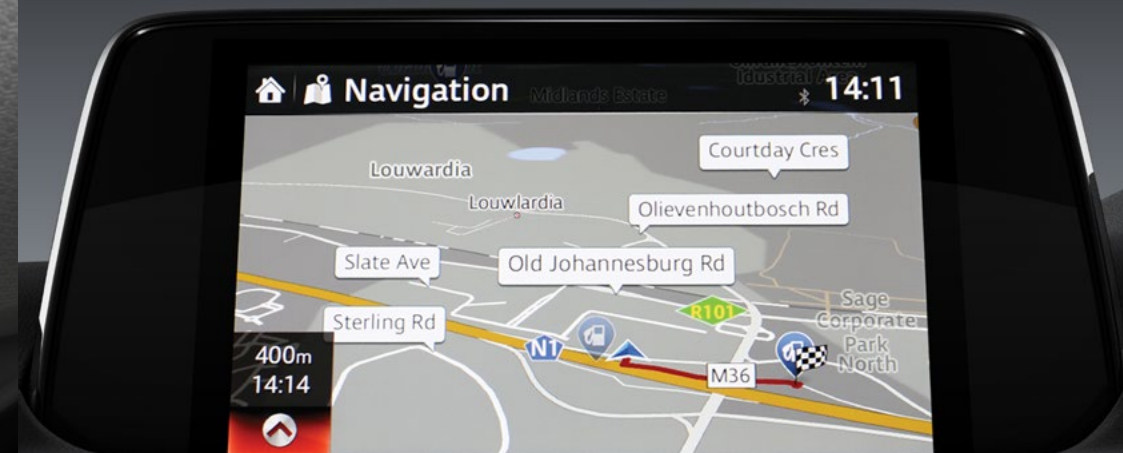 Navigation
Midlands Estate
14:11
Courtday Cres
Louwardia
Louwlardia
Olievenhoutbosch Rd
Slate Ave
Old Johannesburg Rd
Sage
Corporate
Park
North
R101
Sterling Rd
N1
M36
400m
14:14